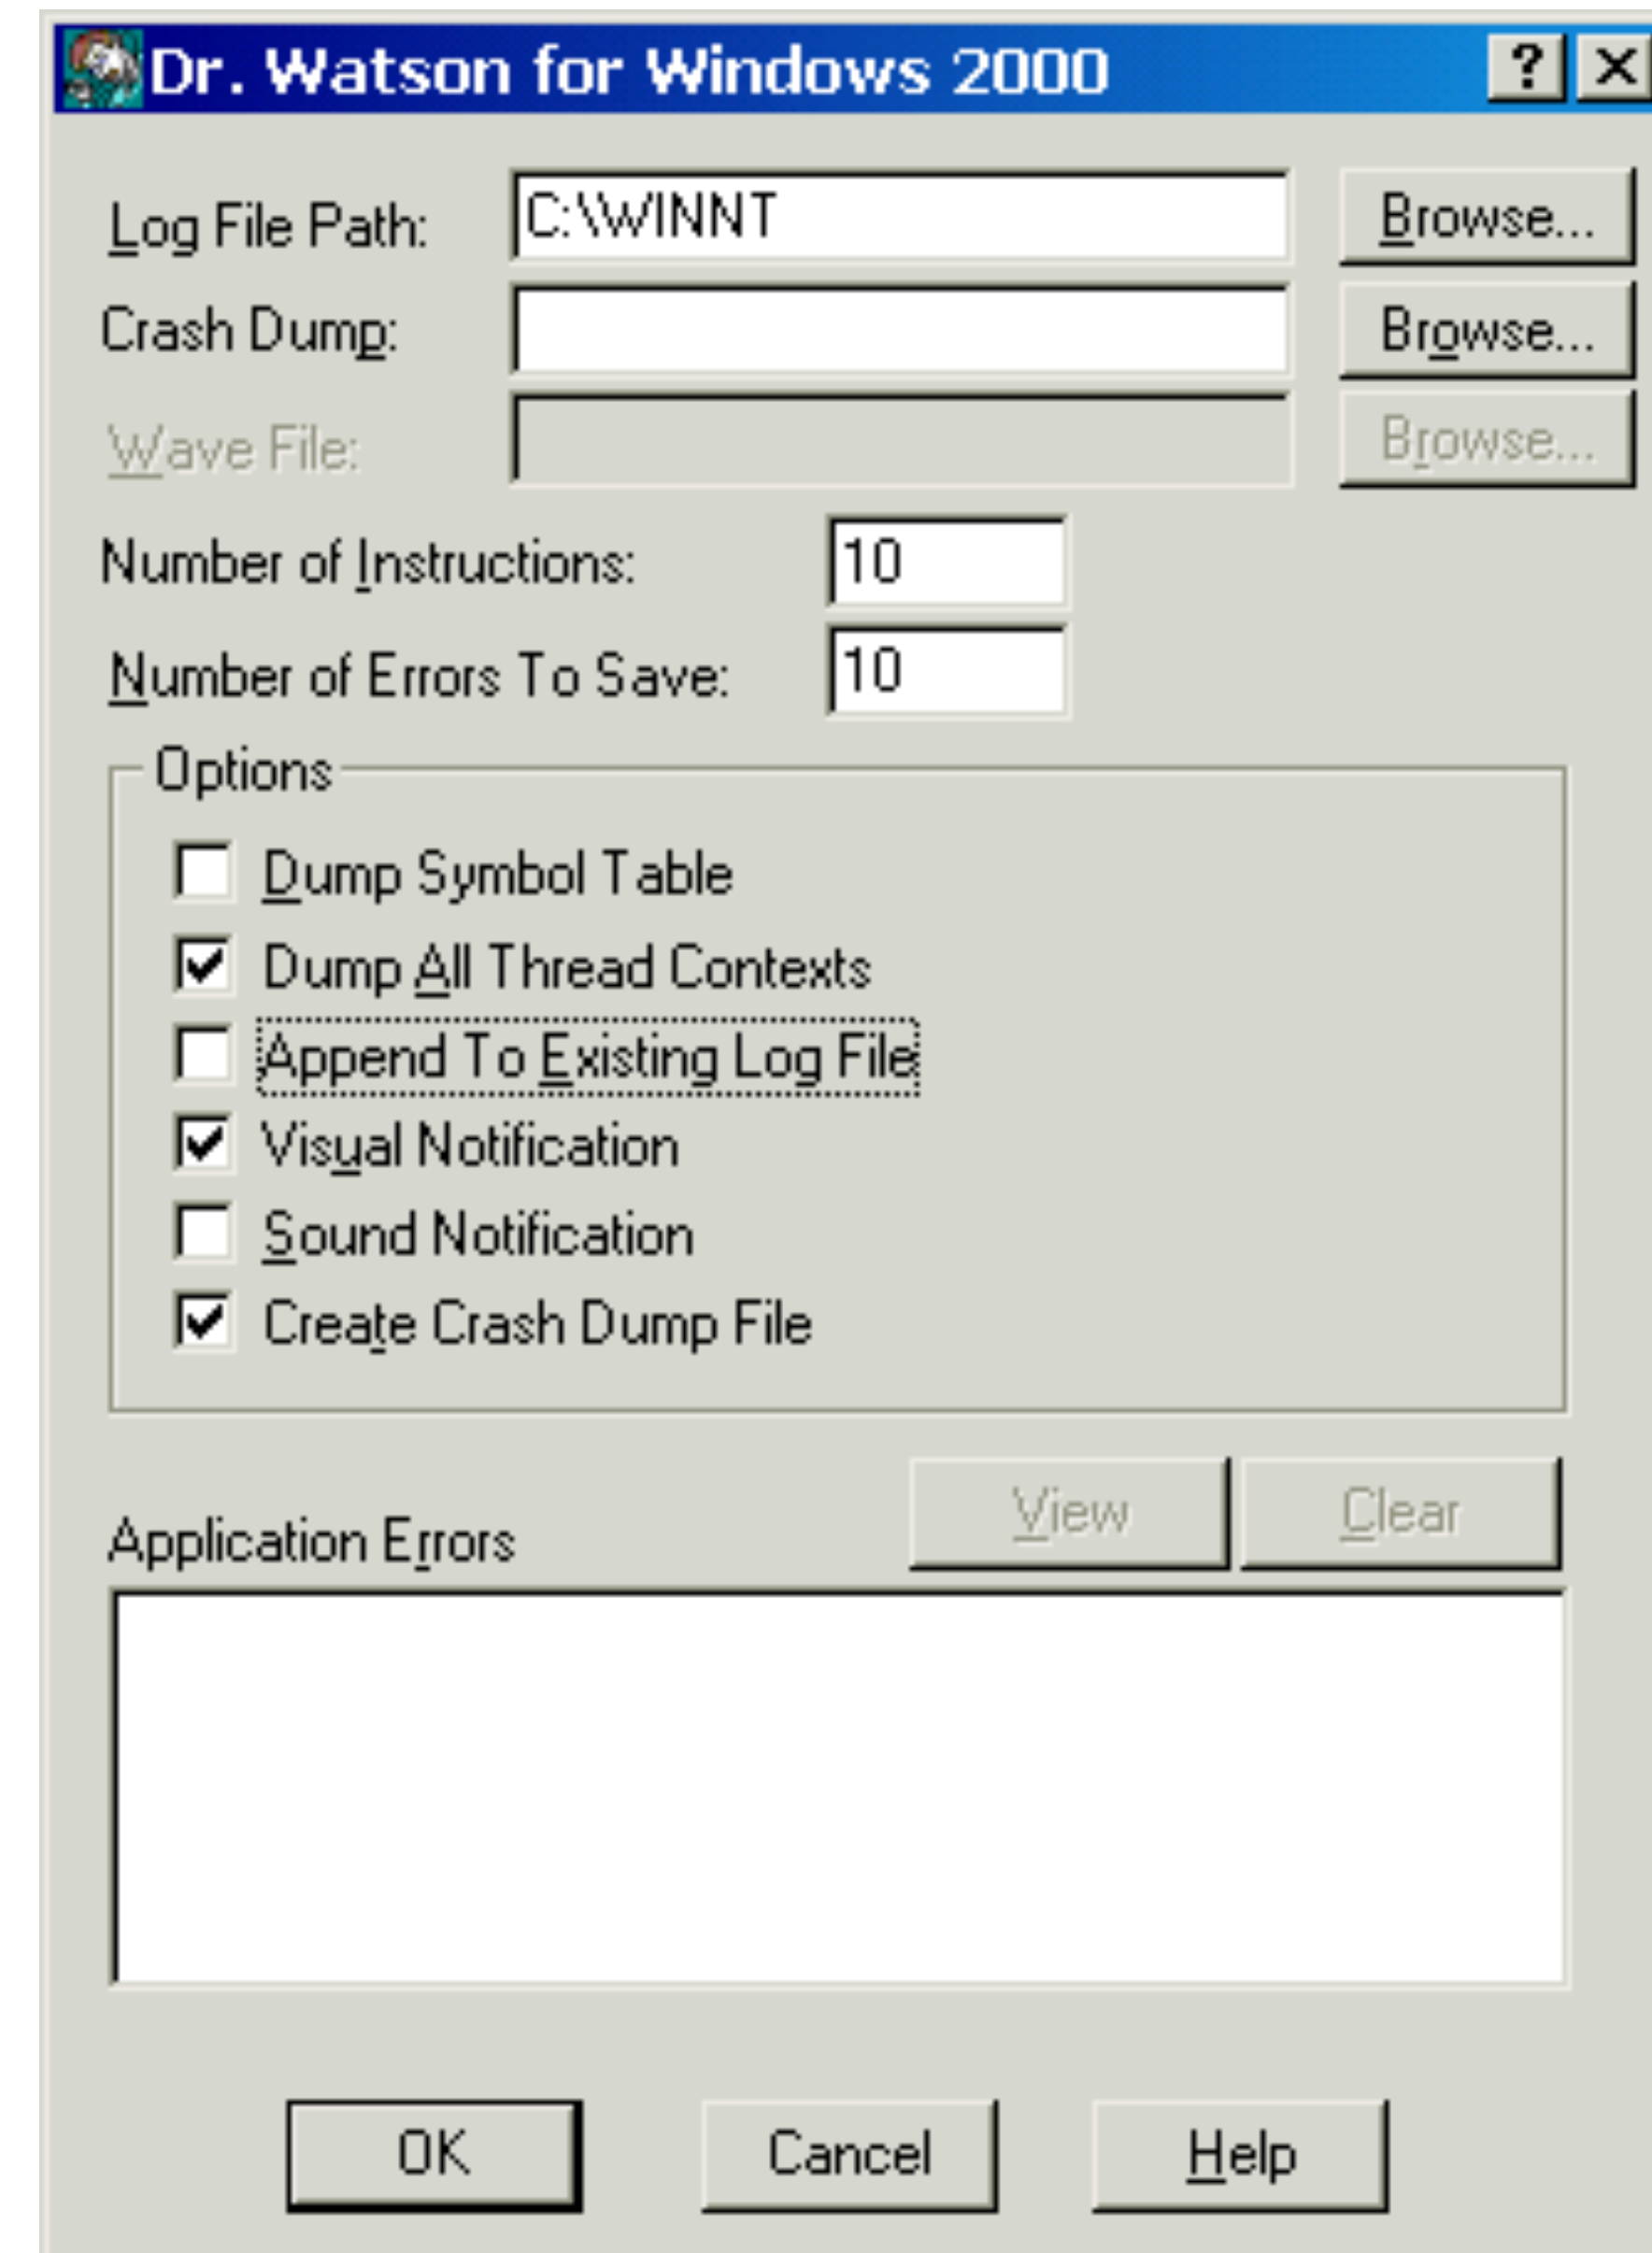 Dr. Watson for Windows 2000
Log File Path: C:\WINNT Browse...
Crash Dump: Browse...
Wave File: Browse...
Number of Instructions: 10
Number of Errors To Save: 10
Options
Dump Symbol Table
Dump All Thread Contexts
Append To Existing Log File
Visual Notification
Sound Notification
Create Crash Dump File
Application Errors View Clear
OK Cancel Help